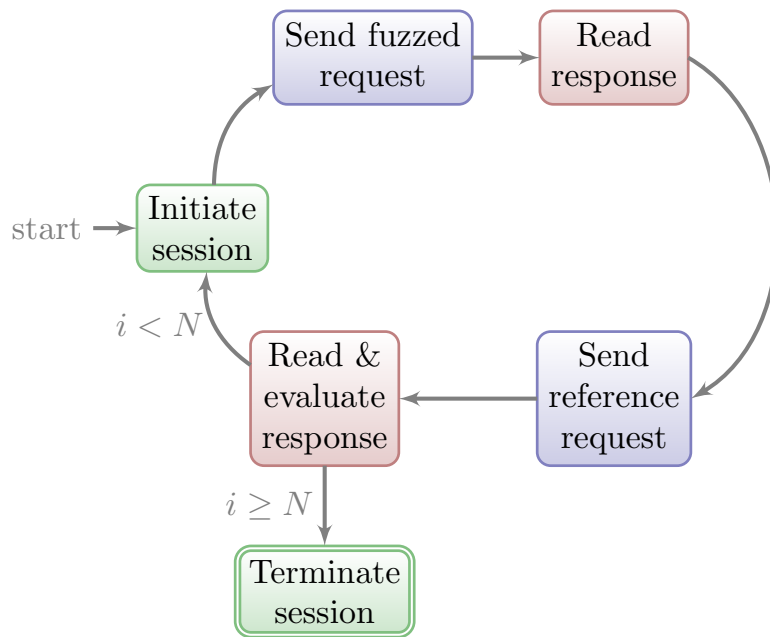 Send fuzzed
request
Read
response
start
Initiate
session
i < N
Read &
evaluate
response
Send
reference
request
i ≥ N
Terminate
session